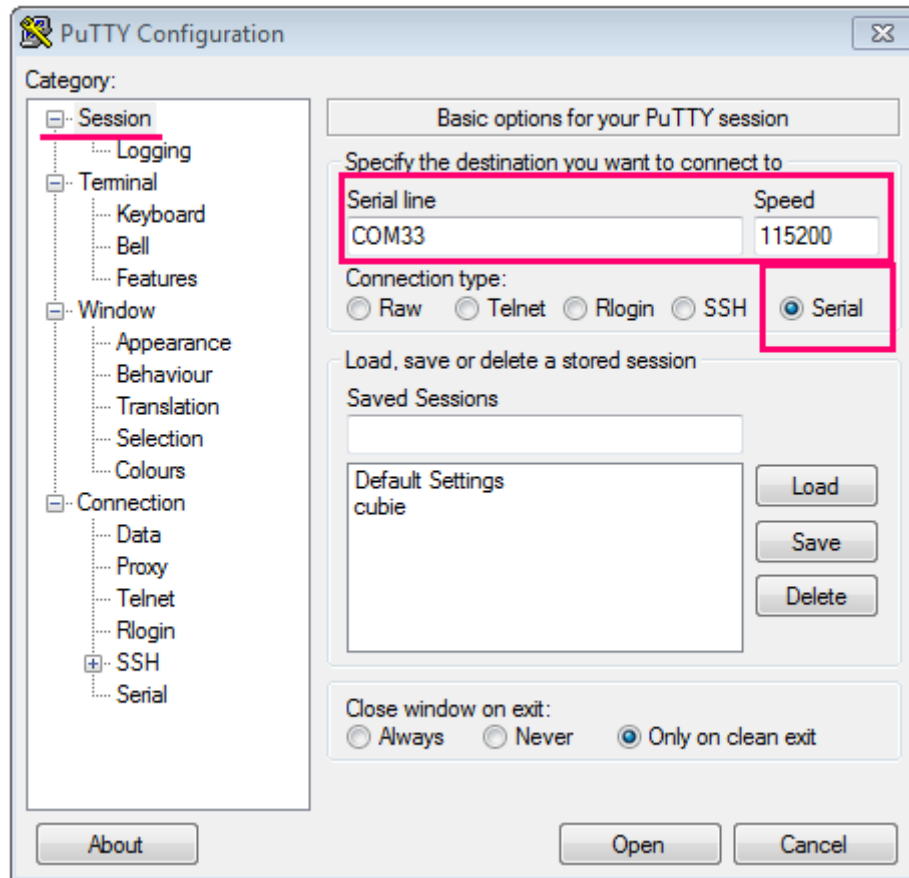 PuTTY Configuration
Category:
Session
Logging
Terminal
Keyboard
Bell
Features
Window
Appearance
Behaviour
Translation
Selection
Colours
Connection
Data
Proxy
Telnet
Rlogin
SSH
Serial
Basic options for your PuTTY session
Specify the destination you want to connect to
Serial line Speed
COM33 115200
Connection type:
Raw Telnet Rlogin SSH Serial
Load, save or delete a stored session
Saved Sessions
Default Settings
cubie
Load
Save
Delete
Close window on exit:
Always Never Only on clean exit
About Open Cancel